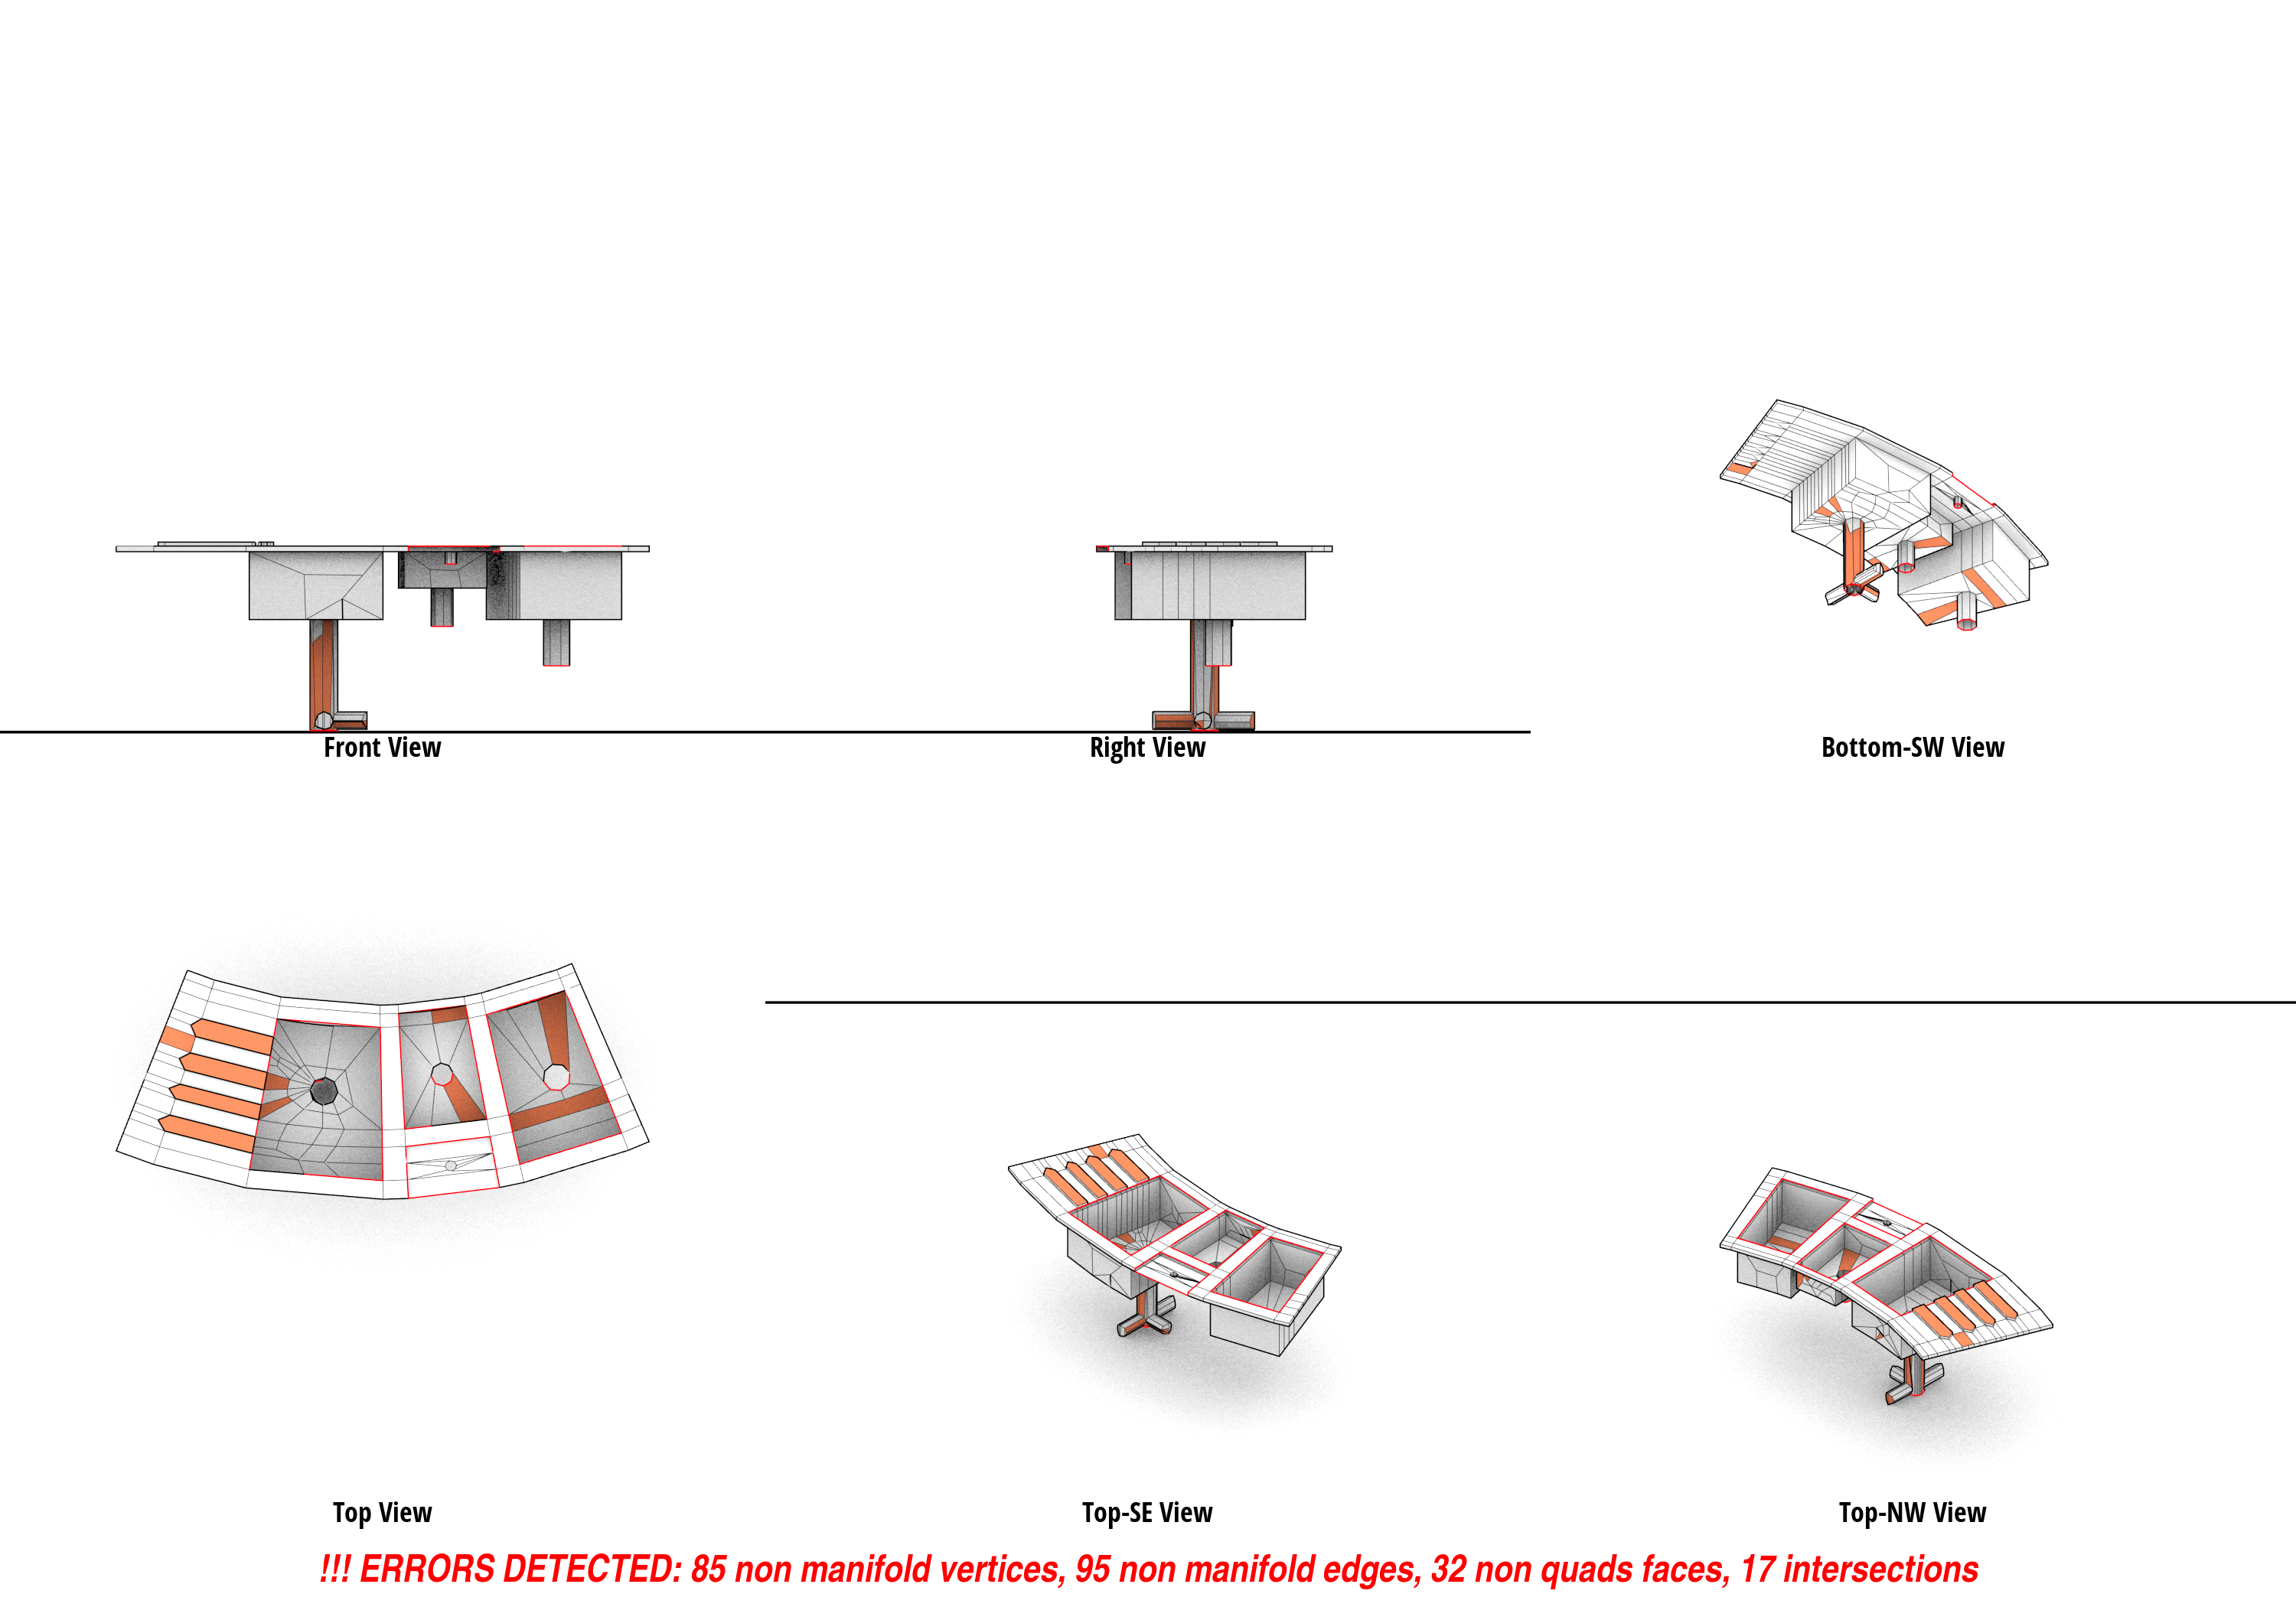 Front View
Right View
Bottom-SW View
Top View
Top-SE View
Top-NW View
!!! ERRORS DETECTED: 85 non manifold vertices, 95 non manifold edges, 32 non quads faces, 17 intersections